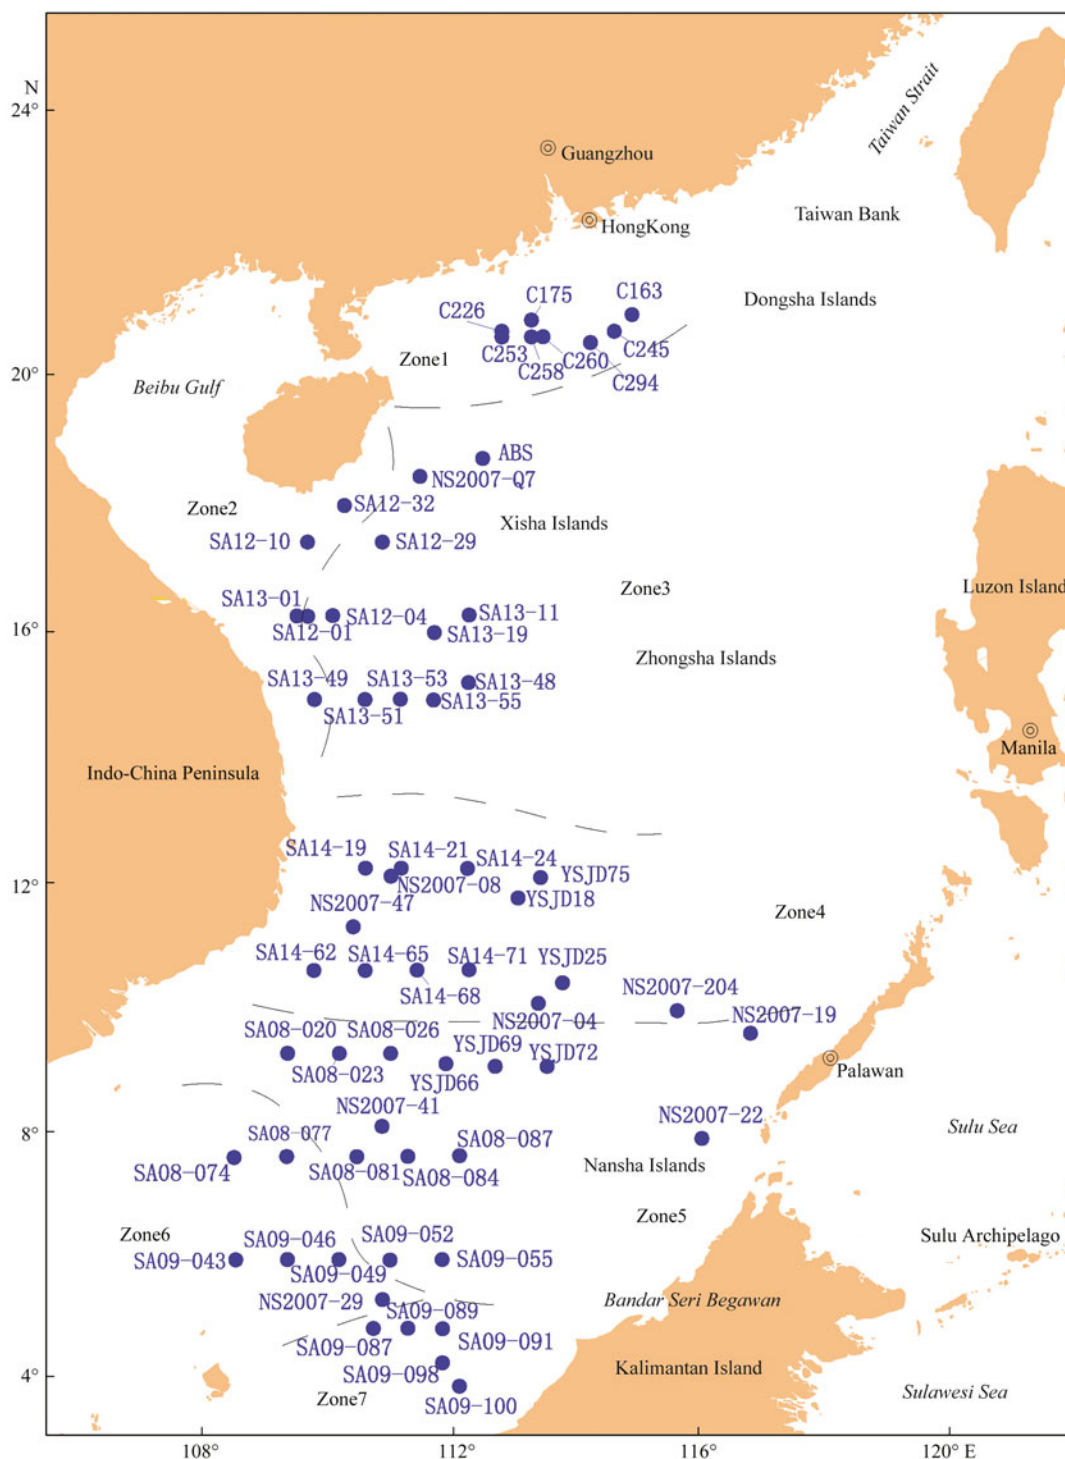 N
24°
Taiwan Strait
Guangzhou
Taiwan Bank
HongKong
C175
C163
Dongsha Islands
C226
C253
C258
C260
C245
C294
Zone1
20°
Beibu Gulf
ABS
NS2007-Q7
SA12-32
Zone2
Xisha Islands
SA12-10
SA12-29
Zone3
Luzon Island
SA13-01
SA12-04
SA13-11
SA12-01
SA13-19
16°
Zhongsha Islands
SA13-49
SA13-53
SA13-48
SA13-51
SA13-55
Manila
Indo-China Peninsula
SA14-19
SA14-21
SA14-24
YSJD75
12°
NS2007-08
YSJD18
NS2007-47
Zone4
SA14-62
SA14-65
SA14-71
YSJD25
SA14-68
NS2007-204
NS2007-04
NS2007-19
SA08-020
SA08-026
YSJD69
YSJD72
SA08-023
YSJD66
Palawan
NS2007-41
NS2007-22
8°
SA08-077
SA08-087
Sulu Sea
SA08-074
SA08-081
SA08-084
Nansha Islands
Zone5
Zone6
SA09-046
SA09-052
Sulu Archipelago
SA09-043
SA09-049
SA09-055
NS2007-29
SA09-089
Bandar Seri Begawan
SA09-087
SA09-091
Kalimantan Island
4°
SA09-098
Sulawesi Sea
Zone7
SA09-100
108°
112°
116°
120° E